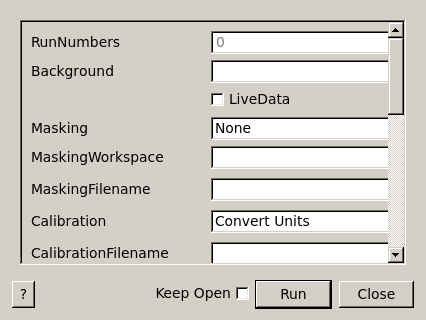 RunNumbers 0
Background
LiveData
Masking None
MaskingWorkspace
MaskingFilename
Calibration Convert Units
CalibrationFilename
? Keep Open Run Close